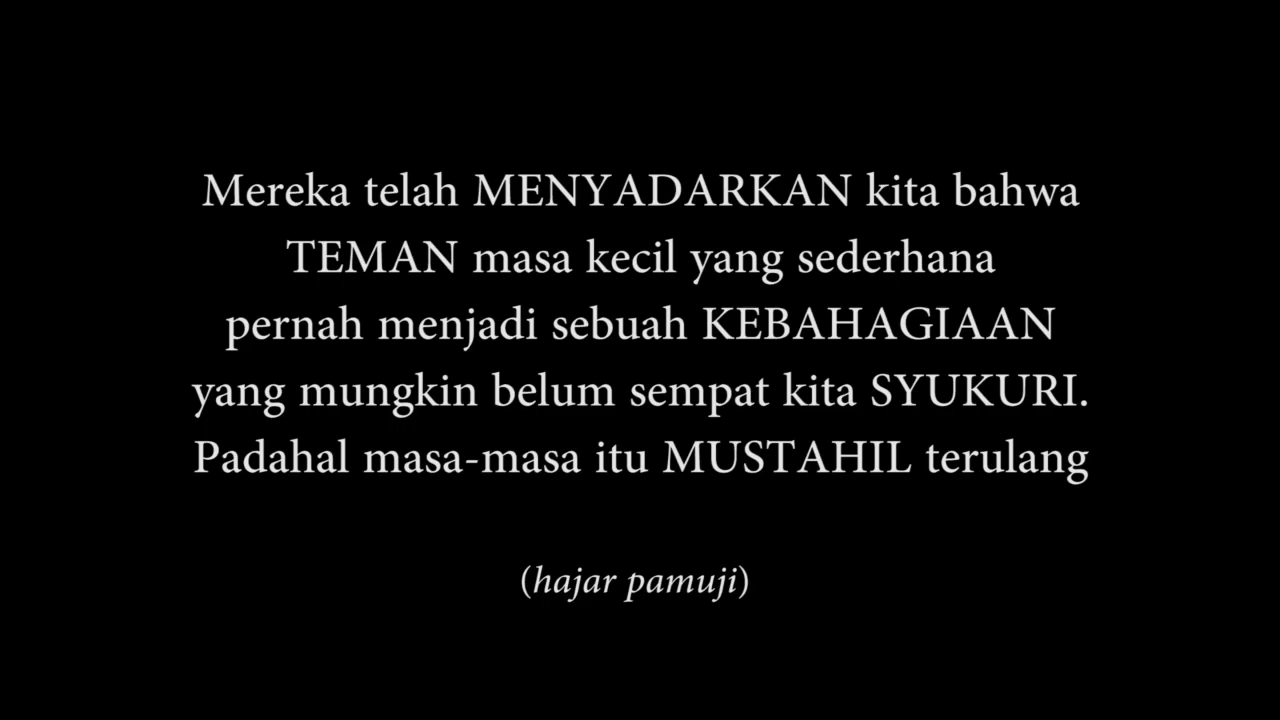 Mereka telah MENYADARKAN kita bahwa
TEMAN masa kecil yang sederhana
pernah menjadi sebuah KEBAHAGIAAN
yang mungkin belum sempat kita SYUKURI.
Padahal masa-masa itu MUSTAHIL terulang
(hajar pamuji)